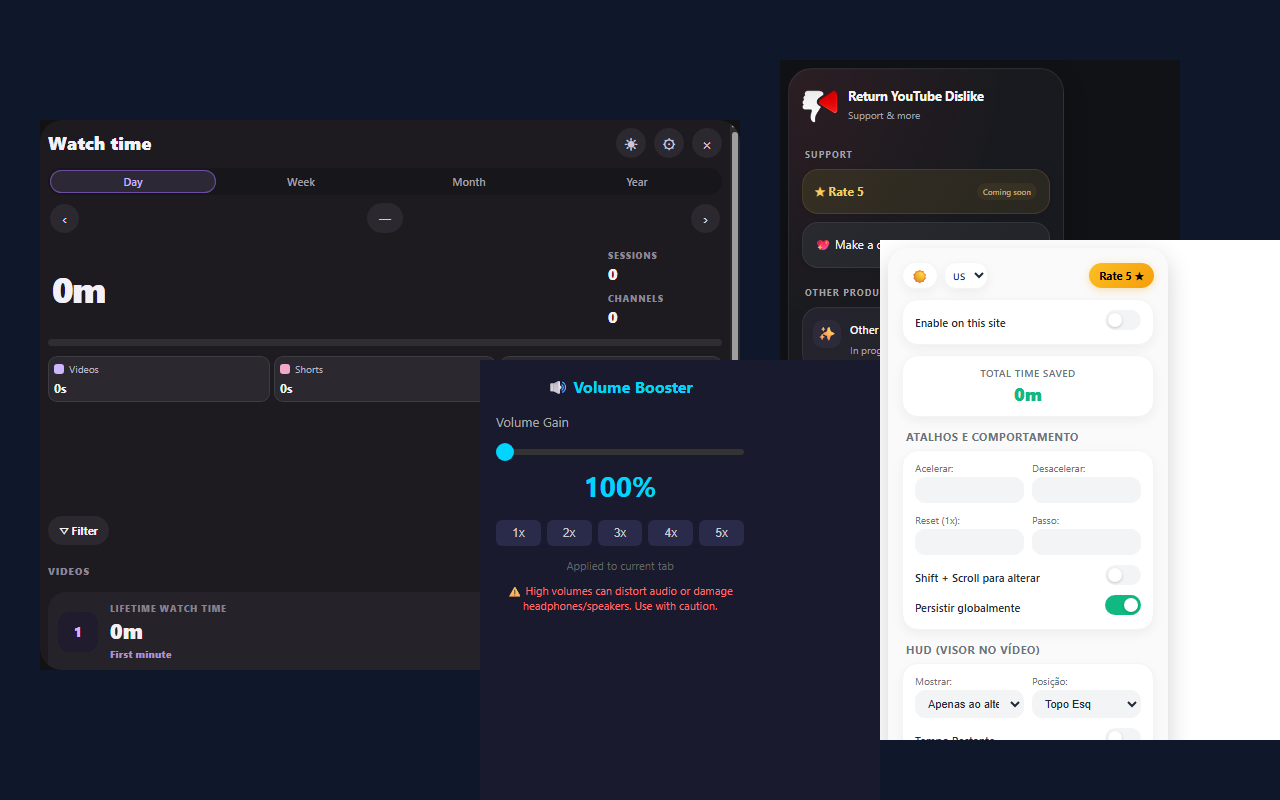 Watch time
Day
Week
Month
Year
0m
SESSIONS
0
CHANNELS
0
Videos
0s
Shorts
0s
Filter
VIDEOS
1
LIFETIME WATCH TIME
0m
First minute
Return YouTube Dislike
Support & more
SUPPORT
★ Rate 5
Coming soon
Make a
OTHER
Other
In
Volume Booster
Volume Gain
100%
1x
2x
3x
4x
5x
Applied to current tab
⚠ High volumes can distort audio or damage
headphones/speakers. Use with caution.
US
Rate 5 ★
Enable on this site
TOTAL TIME SAVED
0m
ATALHOS E COMPORTAMENTO
Acelerar:
Desacelerar:
Reset (1x):
Passo:
Shift + Scroll para alterar
Persistir globalmente
HUD (VISOR NO VÍDEO)
Mostrar:
Posição:
Apenas ao alte
Topo Esq